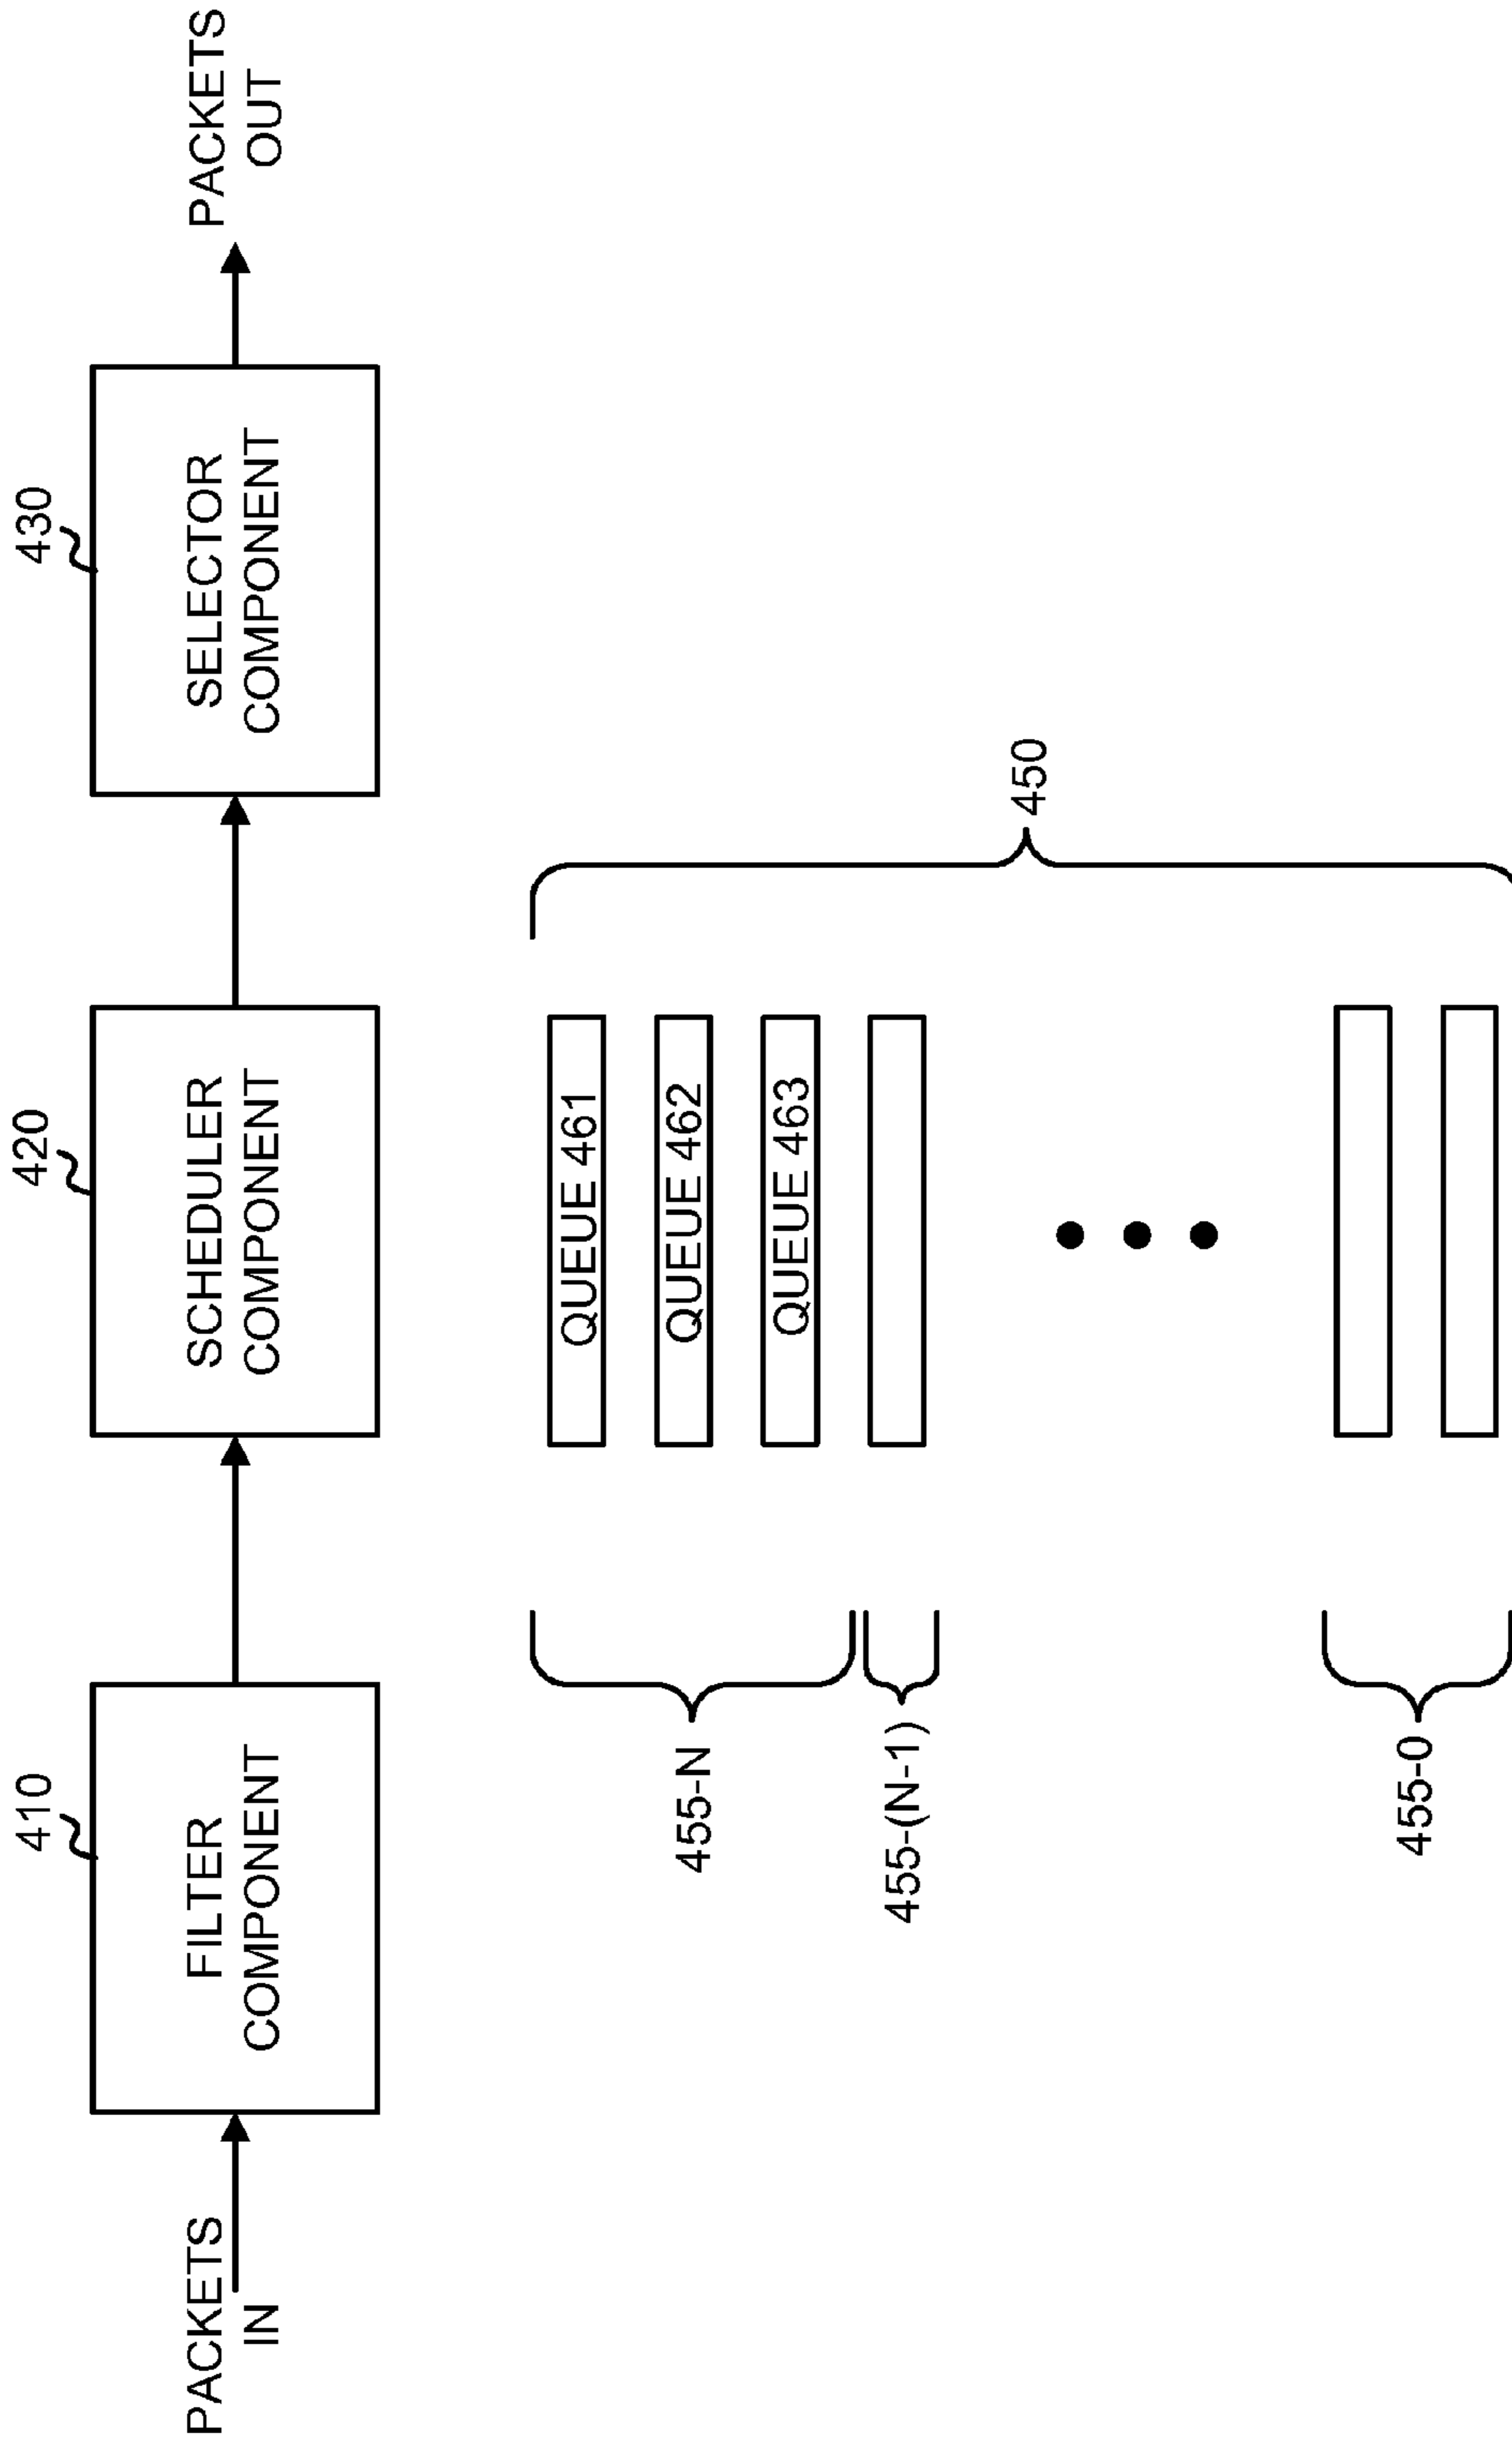 PACKETS
IN
410
FILTER
COMPONENT
420
SCHEDULER
COMPONENT
430
SELECTOR
COMPONENT
PACKETS
OUT
455-N
455-(N-1)
455-0
QUEUE 461
QUEUE 462
QUEUE 463
450